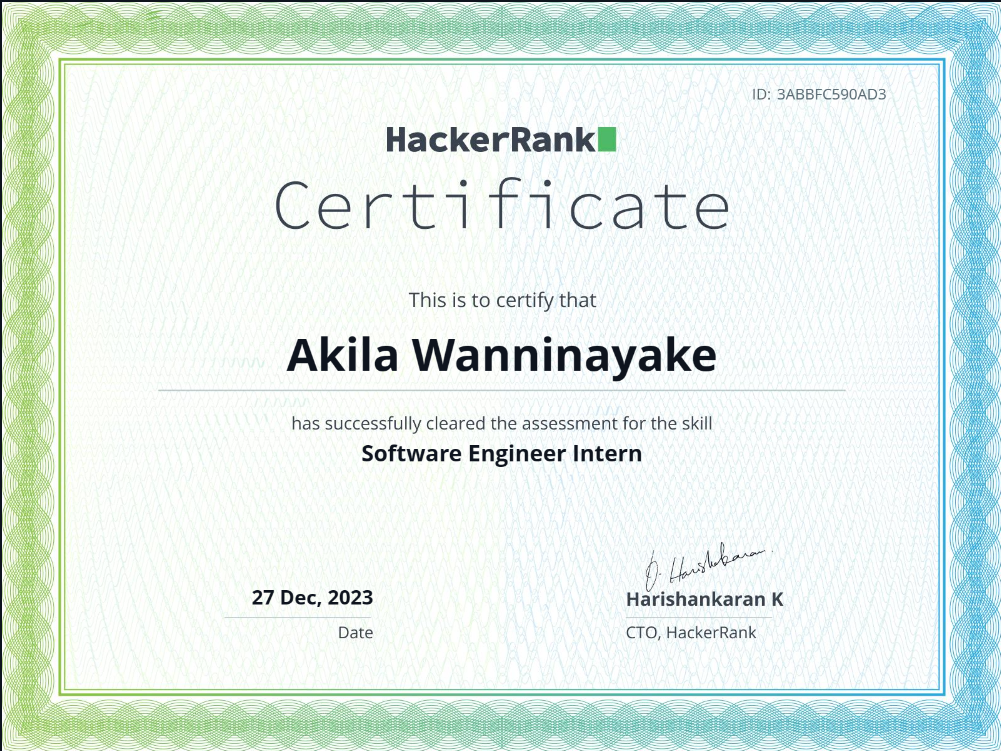 ID: 3ABBFC590AD3
HackerRank
Certificate
This is to certify that
Akila Wanninayake
has successfully cleared the assessment for the skill
Software Engineer Intern
27 Dec, 2023
Date
D. Harishankaran.
Harishankaran K
CTO, HackerRank